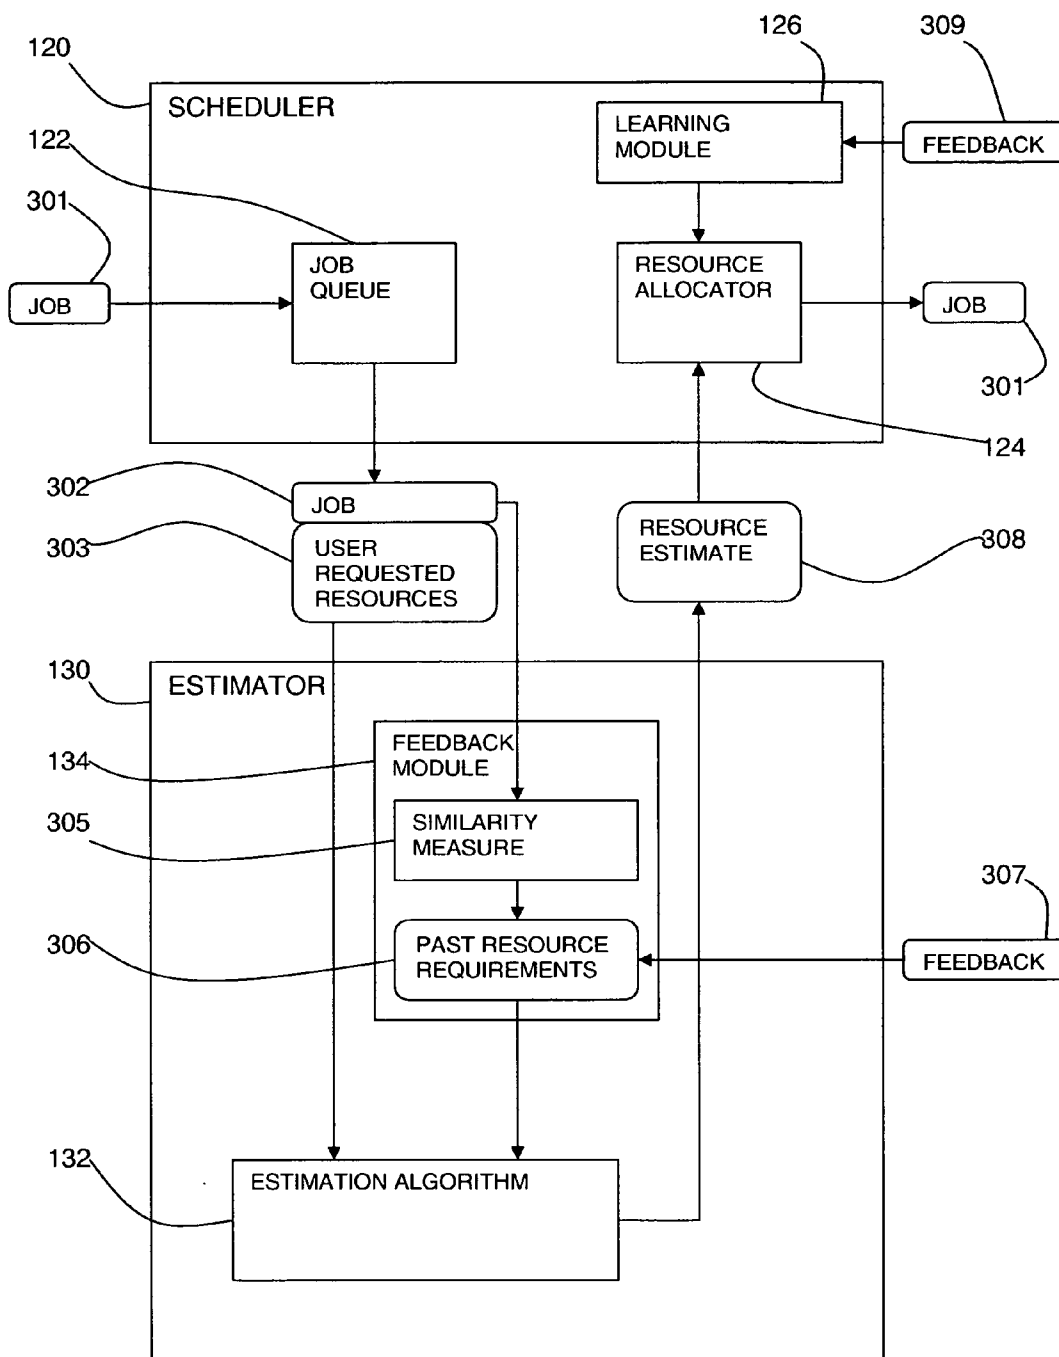 126
309
120
SCHEDULER
LEARNING
MODULE
FEEDBACK
122
301
JOB
JOB
QUEUE
RESOURCE
ALLOCATOR
JOB
301
124
302
JOB
303
USER
REQUESTED
RESOURCES
RESOURCE
ESTIMATE
308
130
ESTIMATOR
134
FEEDBACK
MODULE
305
SIMILARITY
MEASURE
307
306
PAST RESOURCE
REQUIREMENTS
FEEDBACK
132
ESTIMATION ALGORITHM